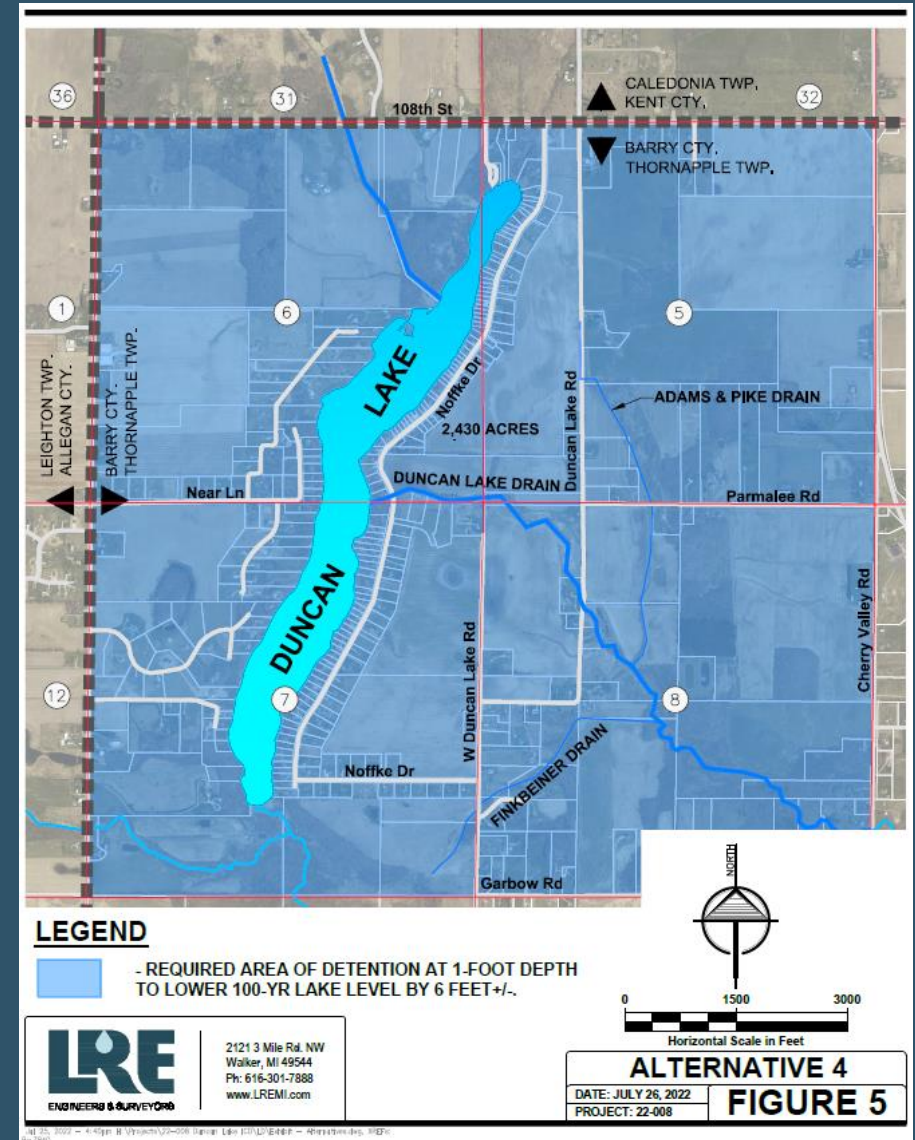 36
31
108th St
CALEDONIA TWP.
KENT CTY.
32
BARRY CTY.
THORNAPPLE TWP.
1
6
5
LEIGHTON TWP.
ALLEGAN CTY.
BARRY CTY.
THORNAPPLE TWP.
LAKE
Noffke Dr
Duncan Lake Rd
ADAMS & PIKE DRAIN
2,430 ACRES
DUNCAN LAKE DRAIN
Near Ln
Parmalee Rd
DUNCAN
W Duncan Lake Rd
Cherry Valley Rd
12
7
8
Noffke Dr
FINKBEINER DRAIN
Garbow Rd
NORTH
LEGEND
- REQUIRED AREA OF DETENTION AT 1-FOOT DEPTH
TO LOWER 100-YR LAKE LEVEL BY 6 FEET+/-.
0 1500 3000
Horizontal Scale in Feet
LRE
ENGINEERS & SURVEYORS
2121 3 Mile Rd. NW
Walker, MI 49544
Ph: 616-301-7888
www.LREMI.com
ALTERNATIVE 4
DATE: JULY 26, 2022
PROJECT: 22-008
FIGURE 5